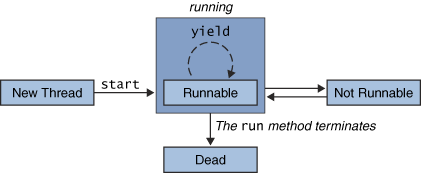 running
yield
start
New Thread
Runnable
Not Runnable
The run method terminates
Dead